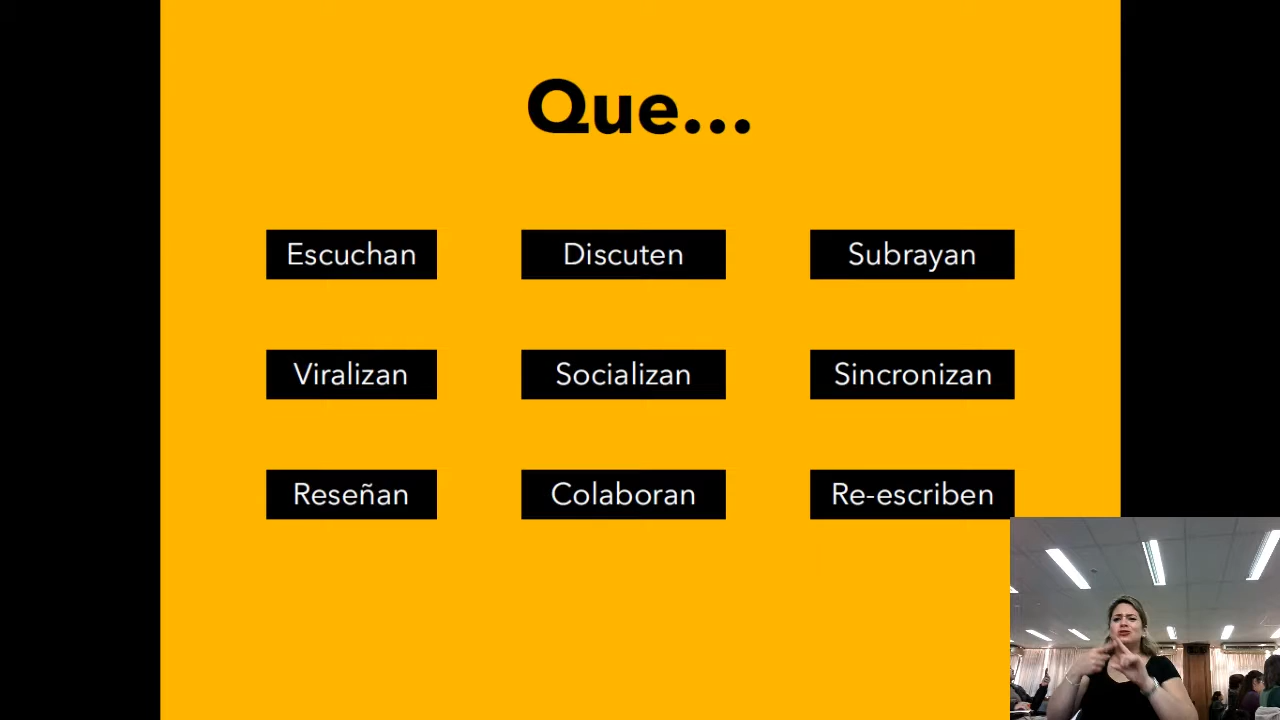 Que...
Escuchan
Discuten
Subrayan
Viralizan
Socializan
Sincronizan
Reseñan
Colaboran
Re-escriben